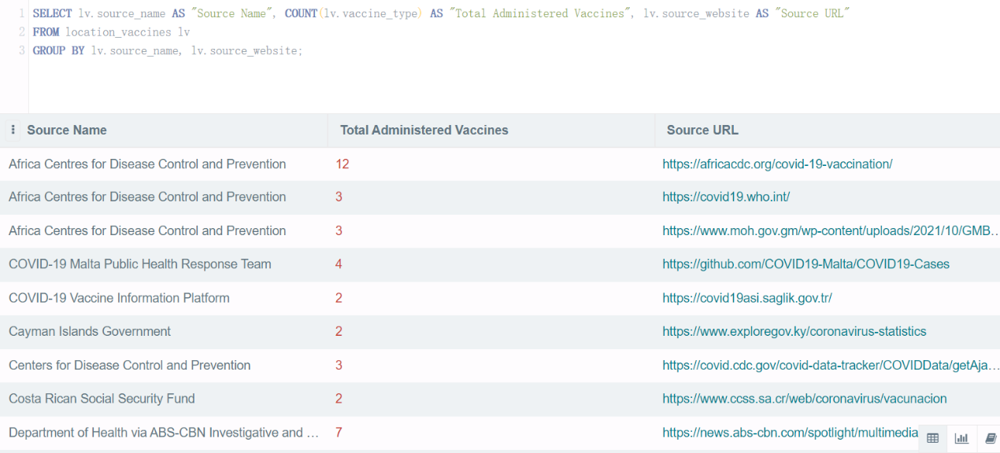 1 SELECT lv.source_name AS "Source Name", COUNT(lv.vaccine_type) AS "Total Administered Vaccines", lv.source_website AS "Source URL"
2 FROM location_vaccines lv
3 GROUP BY lv.source_name, lv.source_website;
Source Name Total Administered Vaccines Source URL
Africa Centres for Disease Control and Prevention 12 https://africacdc.org/covid-19-vaccination/
Africa Centres for Disease Control and Prevention 3 https://covid19.who.int/
Africa Centres for Disease Control and Prevention 3 https://www.moh.gov.gm/wp-content/uploads/2021/10/GMB...
COVID-19 Malta Public Health Response Team 4 https://github.com/COVID19-Malta/COVID19-Cases
COVID-19 Vaccine Information Platform 2 https://covid19asi.saglik.gov.tr/
Cayman Islands Government 2 https://www.exploregov.ky/coronavirus-statistics
Centers for Disease Control and Prevention 3 https://covid.cdc.gov/covid-data-tracker/COVIDData/getAja...
Costa Rican Social Security Fund 2 https://www.ccss.sa.cr/web/coronavirus/vacunacion
Department of Health via ABS-CBN Investigative and ... 7 https://news.abs-cbn.com/spotlight/multimedia